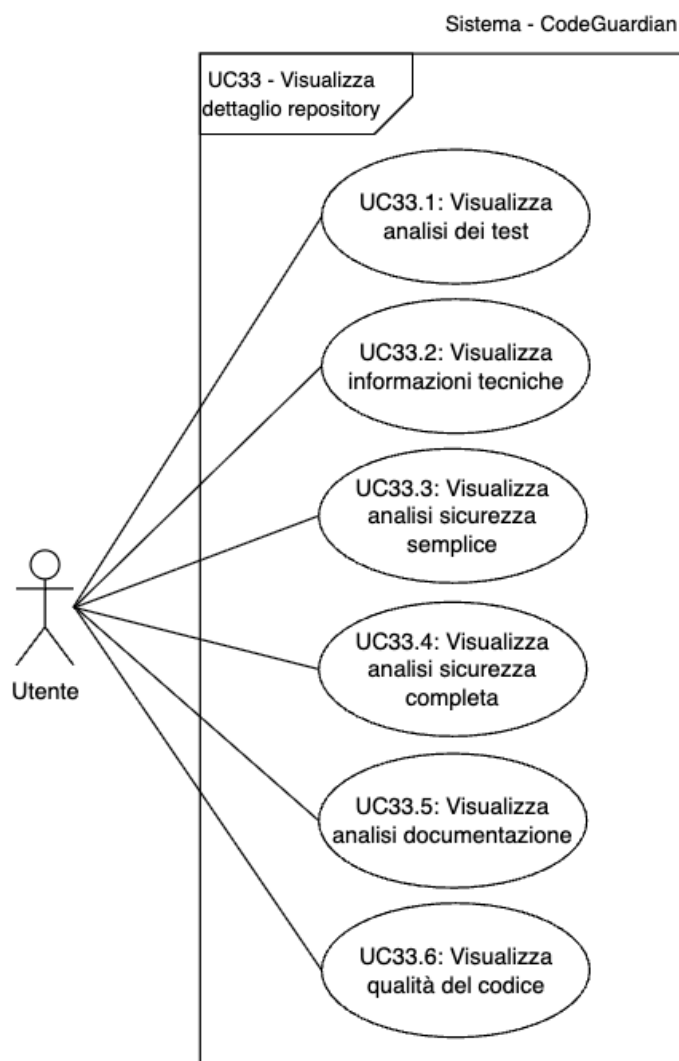 Sistema - CodeGuardian
UC33 - Visualizza
dettaglio repository
UC33.1: Visualizza
analisi dei test
UC33.2: Visualizza
informazioni tecniche
UC33.3: Visualizza
analisi sicurezza
semplice
Utente
UC33.4: Visualizza
analisi sicurezza
completa
UC33.5: Visualizza
analisi documentazione
UC33.6: Visualizza
qualità del codice